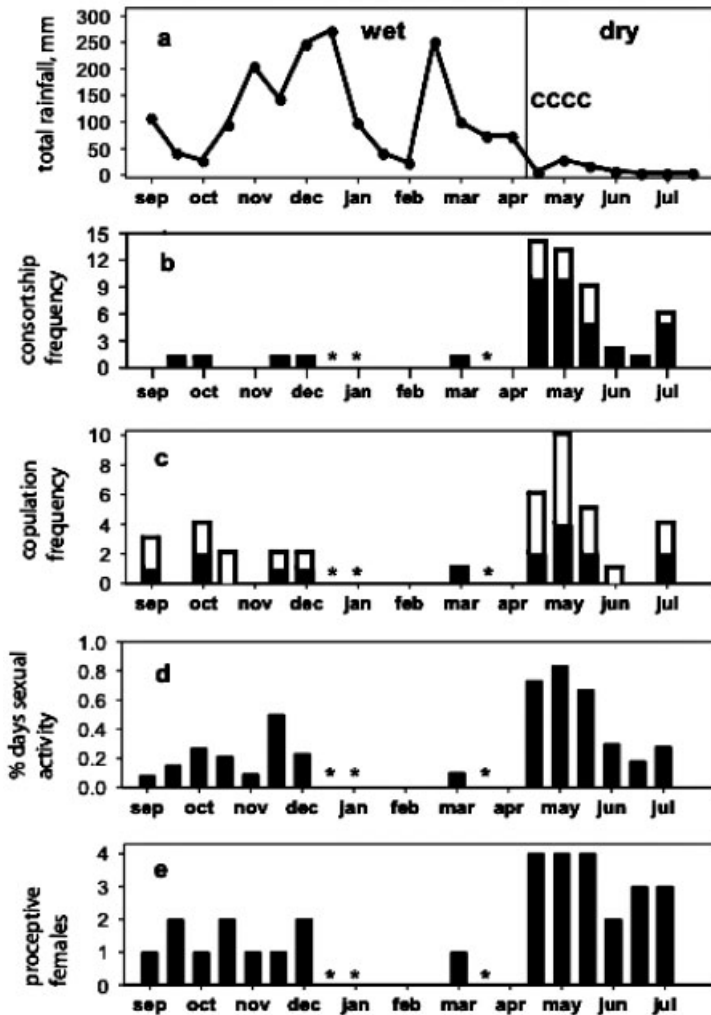 300
250
200
150
100
50
0
total rainfall, mm
a
wet
dry
CCCC
sep oct nov dec jan feb mar apr may jun jul
15
12
9
6
3
0
consortship
frequency
b
* * *
sep oct nov dec jan feb mar apr may jun jul
10
8
6
4
2
0
copulation
frequency
c
* * *
sep oct nov dec jan feb mar apr may jun jul
1.0
0.8
0.6
0.4
0.2
0.0
% days sexual
activity
d
* * *
sep oct nov dec jan feb mar apr may jun jul
4
3
2
1
0
proceptive
females
e
* * *
sep oct nov dec jan feb mar apr may jun jul